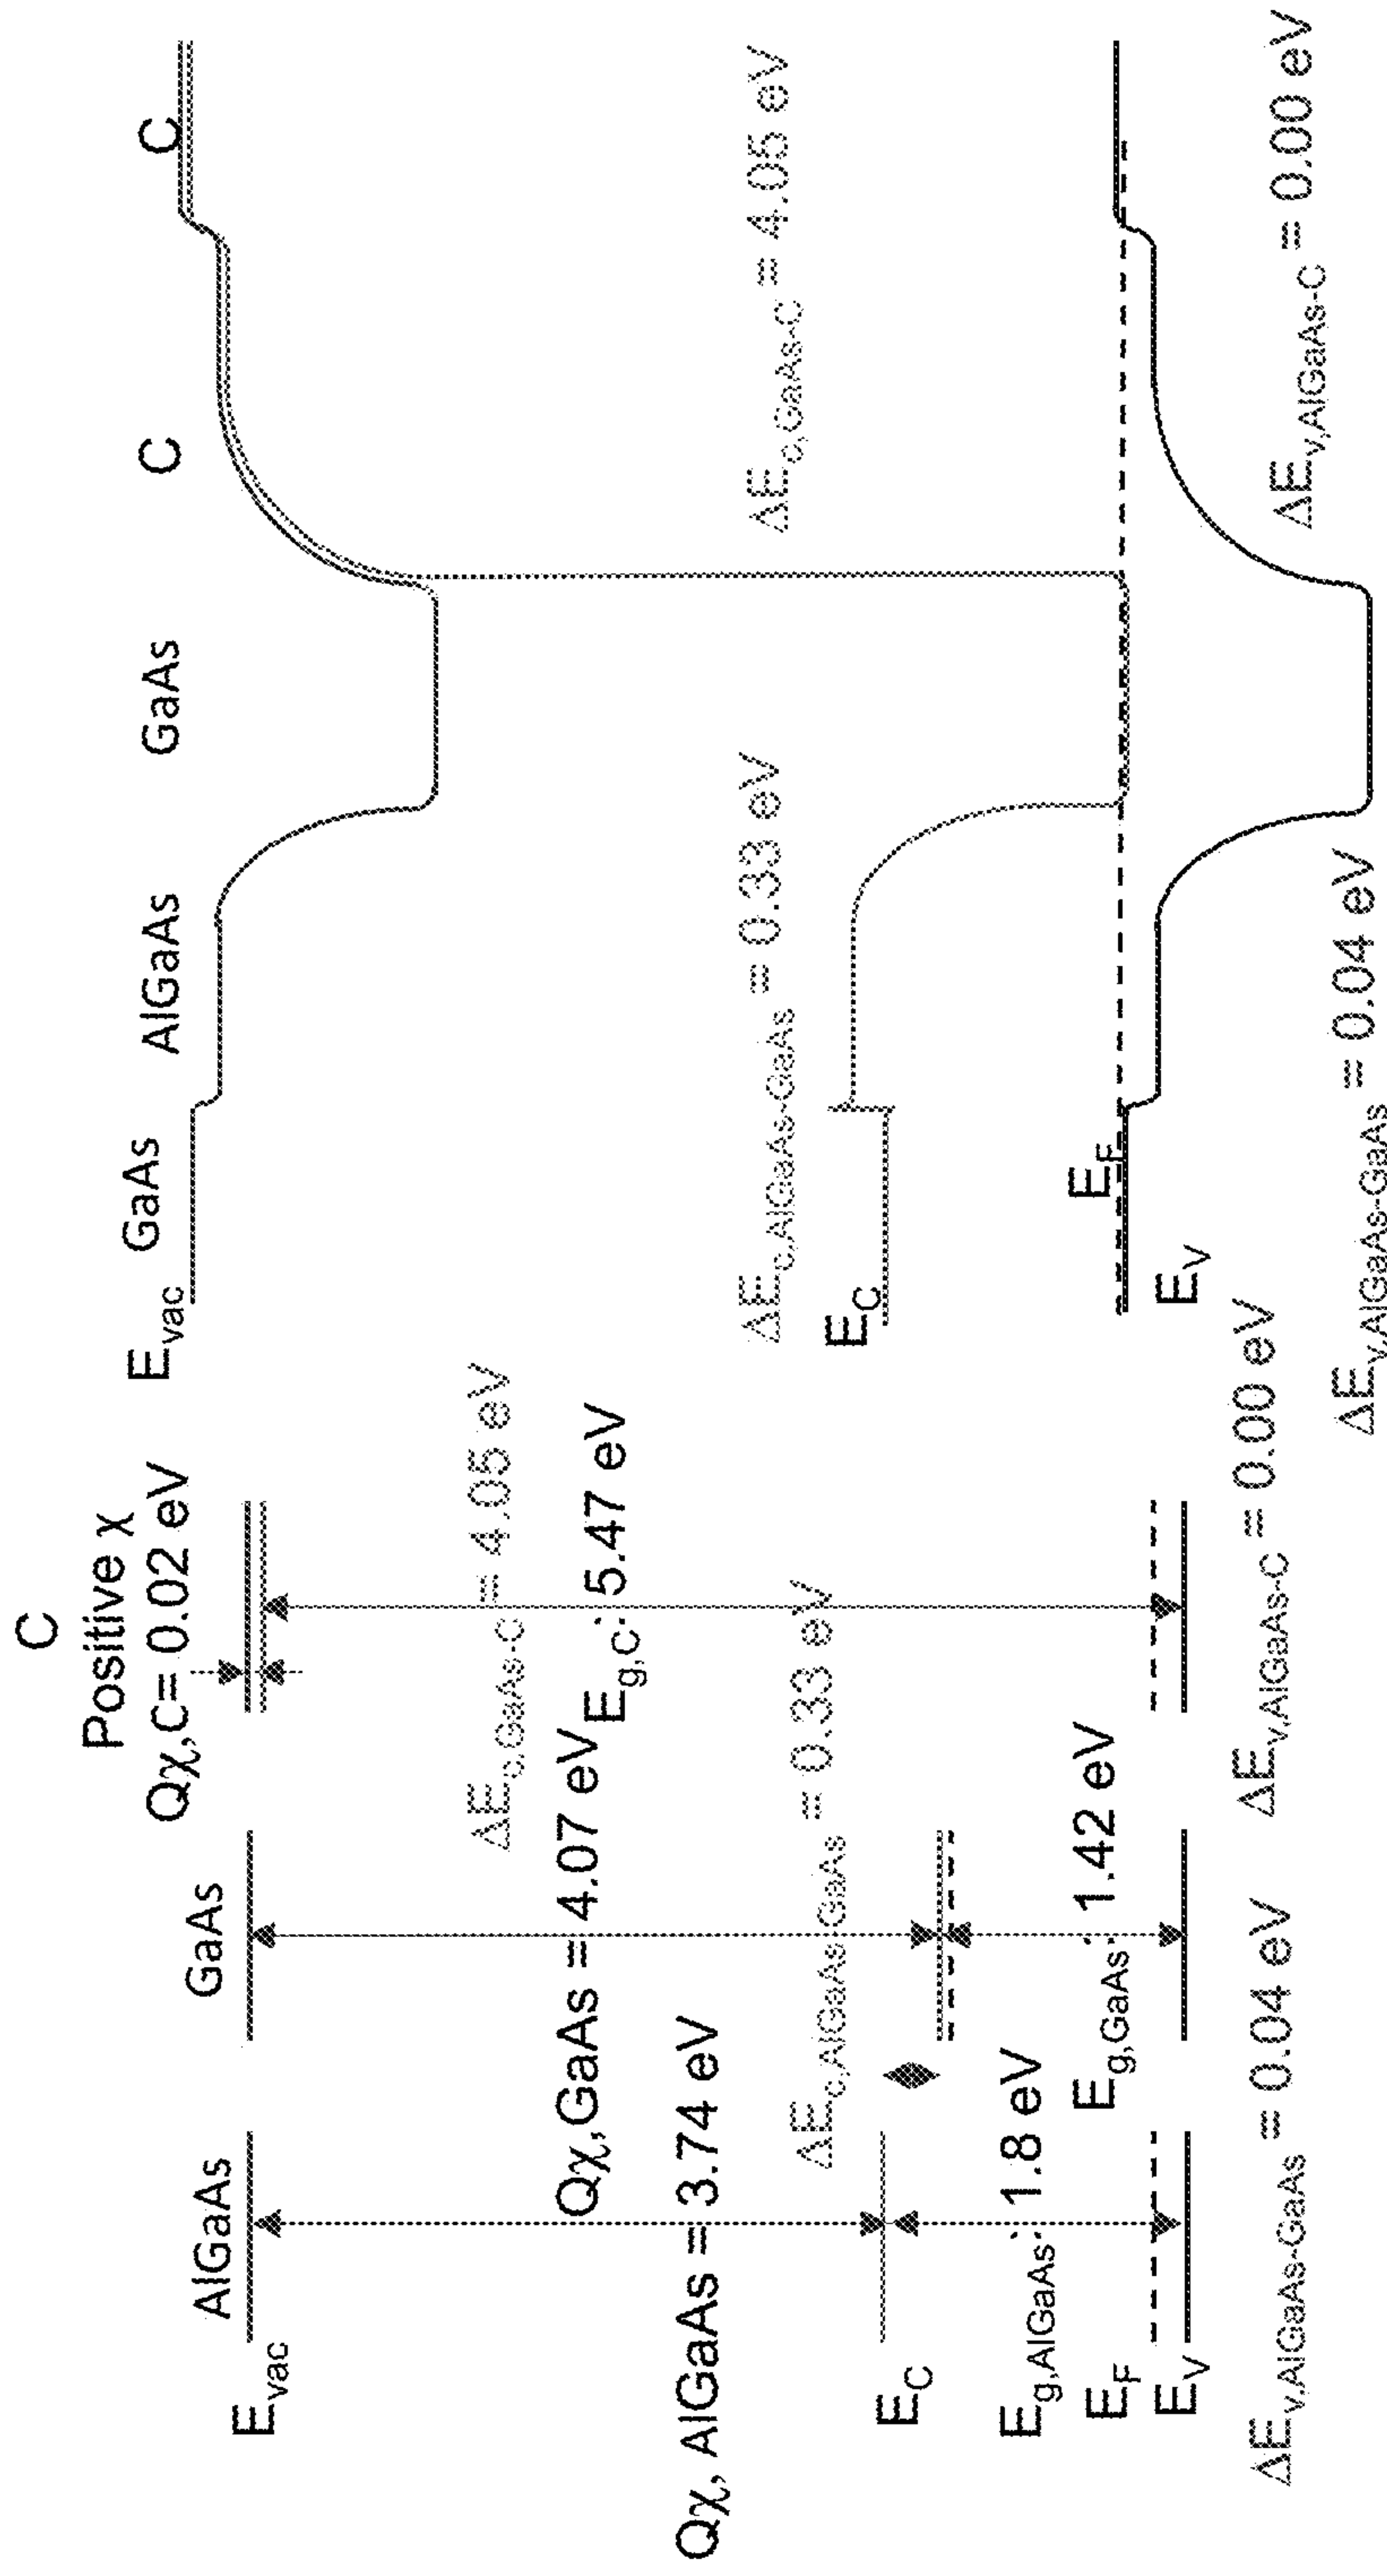 C
Positive χ
Qχ,C= 0.02 eV
AlGaAs
GaAs
E_vac
ΔE_c,GaAs-C = 4.05 eV
Qχ,GaAs = 4.07 eV
E_g,C: 5.47 eV
Qχ, AlGaAs = 3.74 eV
ΔE_c,AlGaAs-GaAs = 0.33 eV
E_C
E_g,AlGaAs: 1.8 eV
E_g,GaAs: 1.42 eV
E_F
E_V
ΔE_v,AlGaAs-GaAs = 0.04 eV
ΔE_v,AlGaAs-C = 0.00 eV
E_vac
GaAs
AlGaAs
GaAs
C
C
ΔE_c,AlGaAs-GaAs = 0.33 eV
ΔE_c,GaAs-C = 4.05 eV
E_C
E_F
E_V
ΔE_v,AlGaAs-GaAs = 0.04 eV
ΔE_v,AlGaAs-C = 0.00 eV